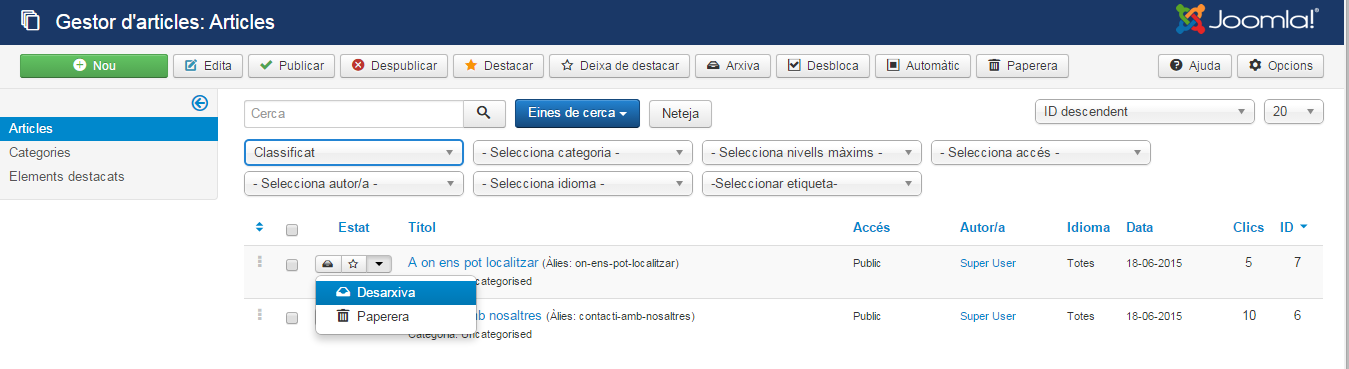 Gestor d'articles: Articles
Joomla!®
Nou Edita Publicar Despublicar Destacar Deixa de destacar Arxiva Desbloca Automàtic Paperera Ajuda Opcions
Cerca Eines de cerca Neteja ID descendent 20
Articles
Categories
Elements destacats
Classificat - Selecciona categoria - - Selecciona nivells màxims - - Selecciona accés -
- Selecciona autor/a - - Selecciona idioma - -Seleccionar etiqueta-
Estat Títol Accés Autor/a Idioma Data Clics ID
A on ens pot localitzar (Àlies: on-ens-pot-localitzar) Public Super User Totes 18-06-2015 5 7
Uncategorised
Desarxiva
Paperera
nosaltres (Àlies: contacti-amb-nosaltres) Public Super User Totes 18-06-2015 10 6
Categoria: Uncategorised